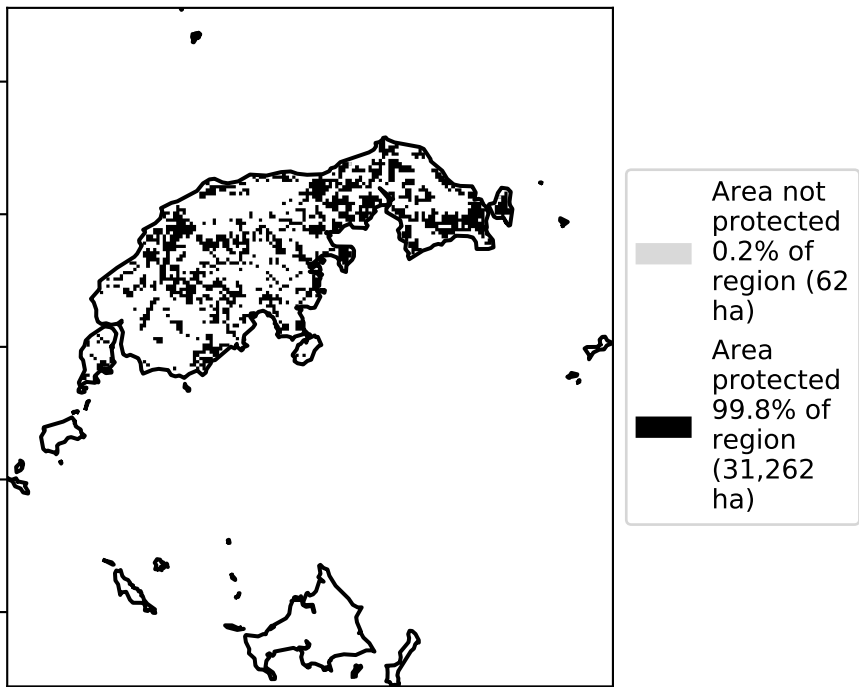 Area not
protected
0.2% of
region (62
ha)
Area
protected
99.8% of
region
(31,262
ha)